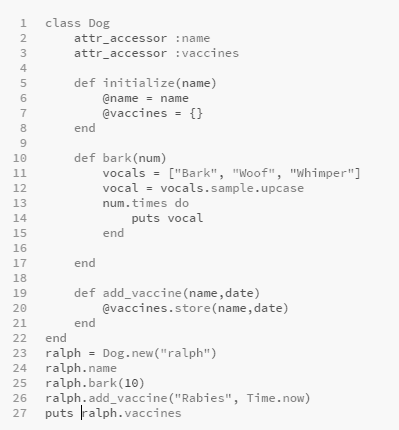 1 class Dog
2     attr_accessor :name
3     attr_accessor :vaccines
4
5     def initialize(name)
6         @name = name
7         @vaccines = {}
8     end
9
10     def bark(num)
11         vocals = ["Bark", "Woof", "Whimper"]
12         vocal = vocals.sample.upcase
13         num.times do
14             puts vocal
15         end
16
17     end
18
19     def add_vaccine(name,date)
20         @vaccines.store(name,date)
21     end
22 end
23 ralph = Dog.new("ralph")
24 ralph.name
25 ralph.bark(10)
26 ralph.add_vaccine("Rabies", Time.now)
27 puts ralph.vaccines